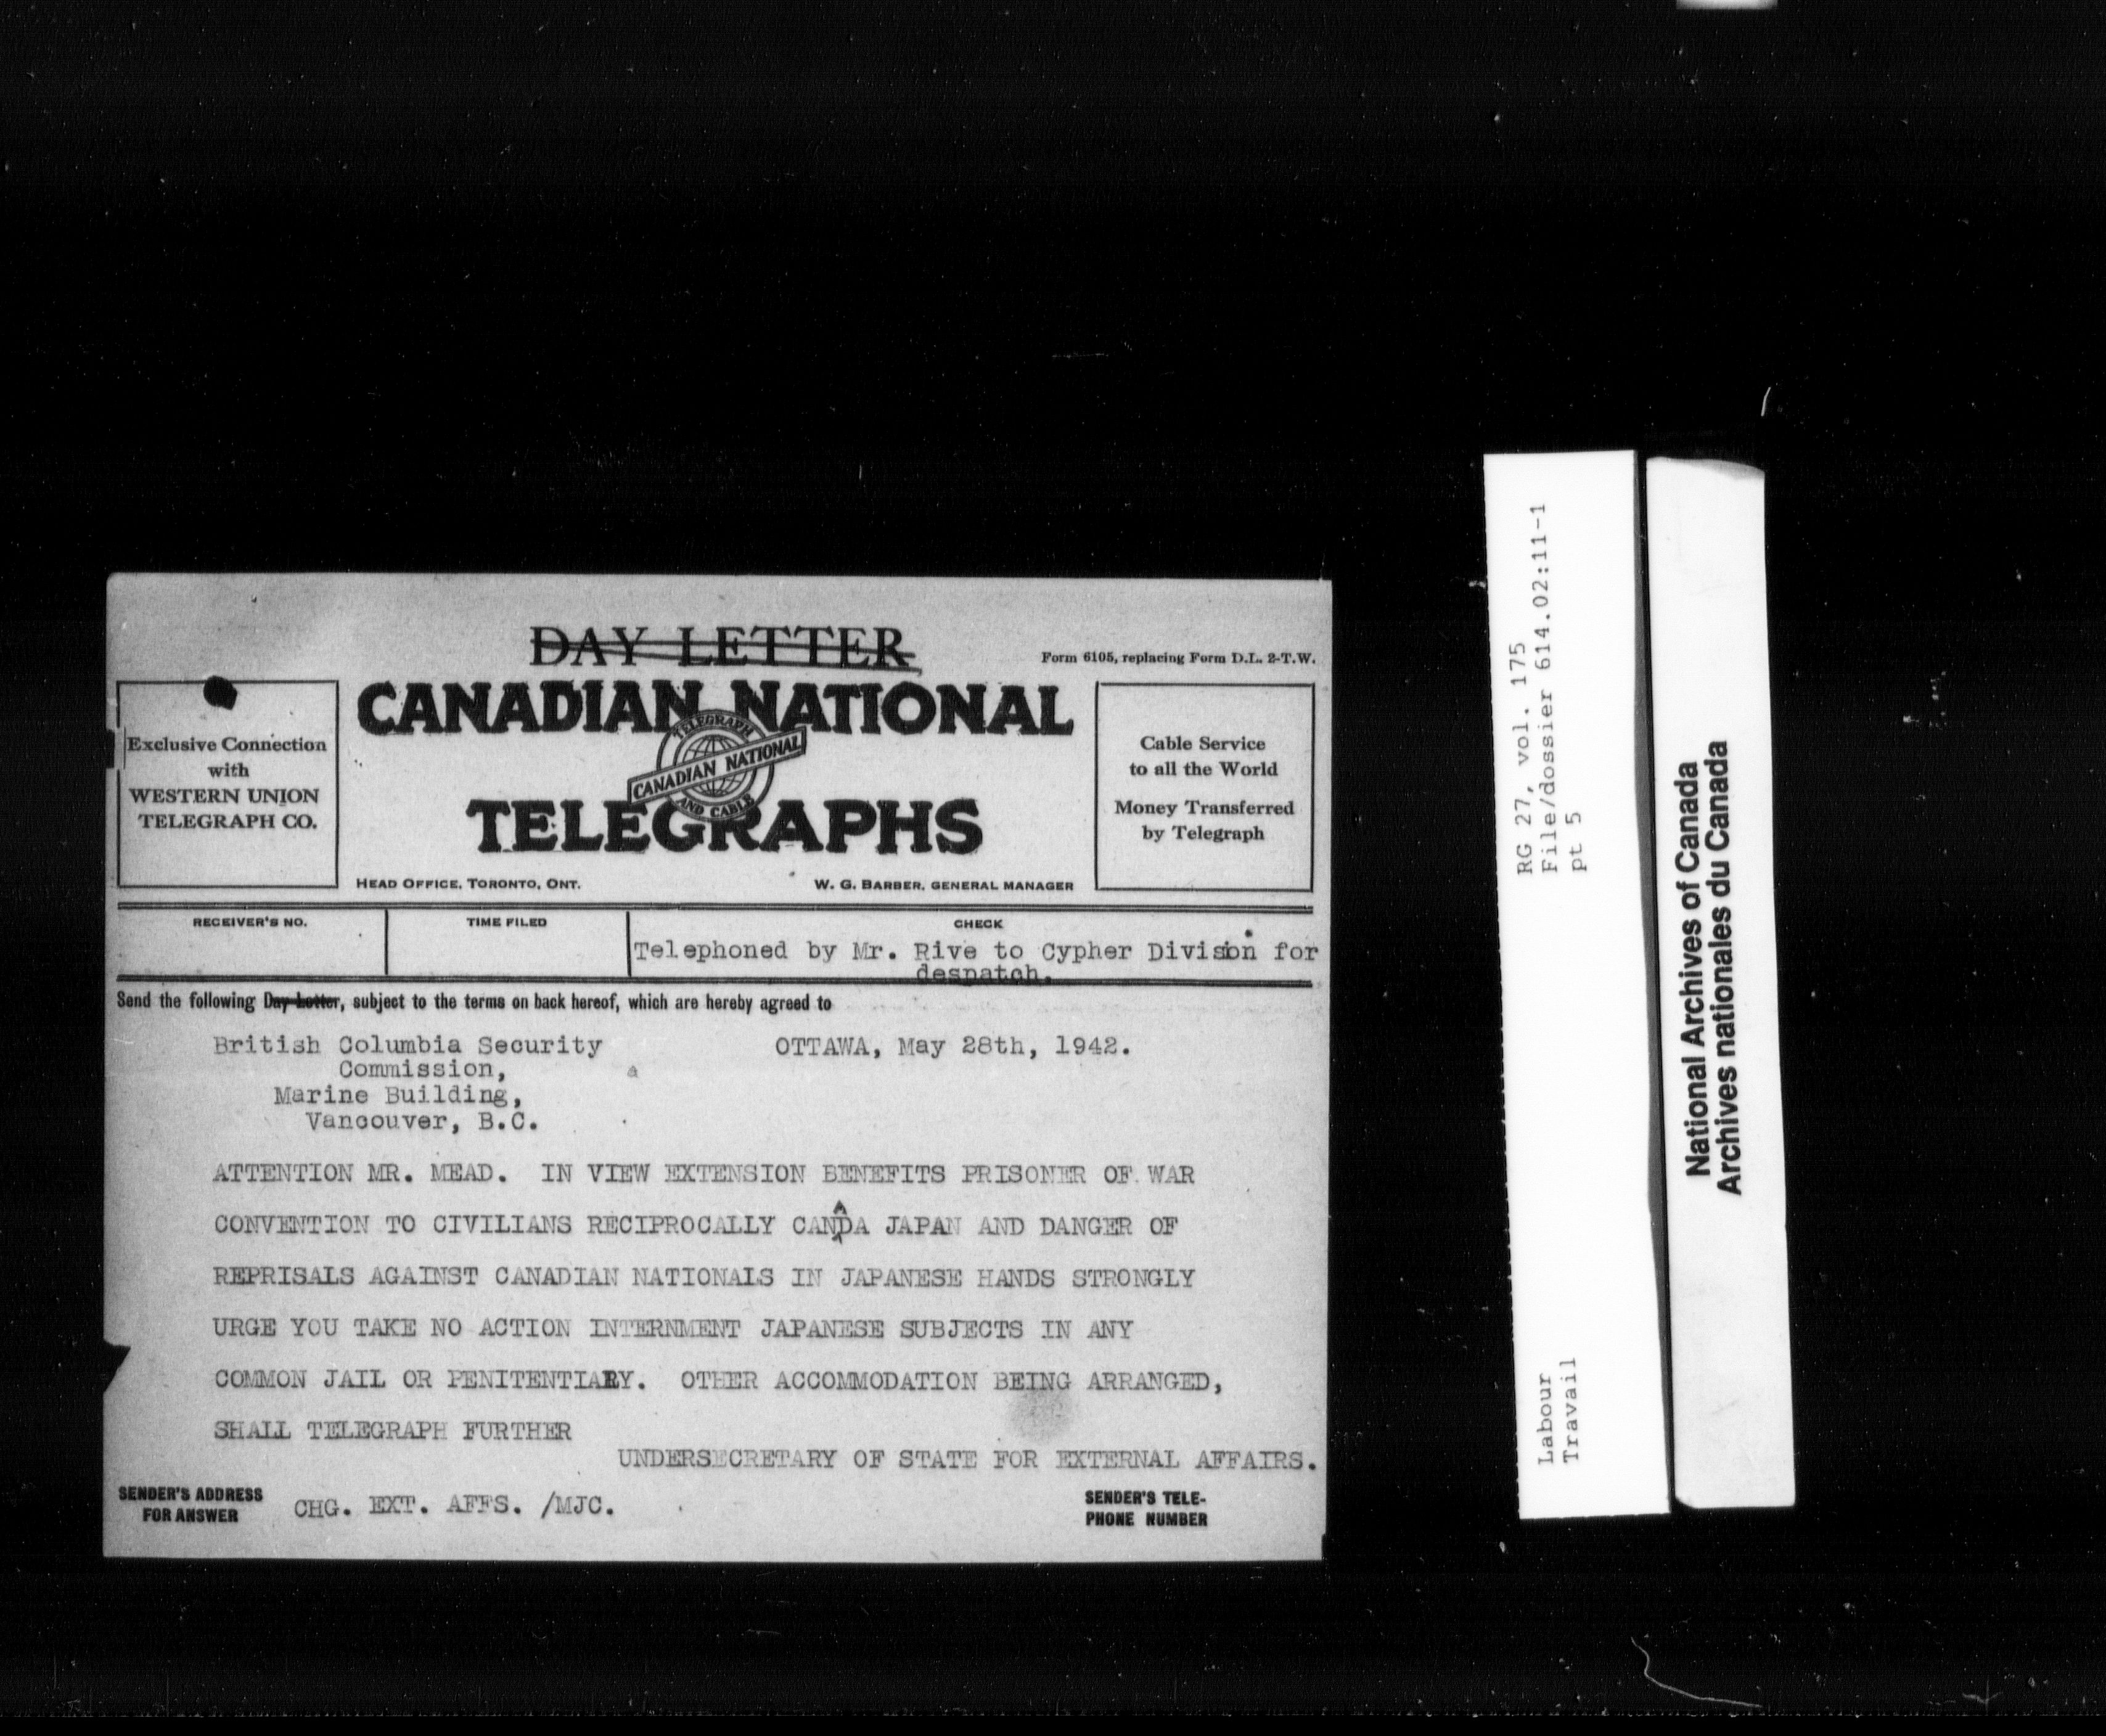 DAY LETTER
Form 6105, replacing Form D.L. 2-T.W.
CANADIAN NATIONAL
TELEGRAPH
CANADIAN NATIONAL
AND CABLE
TELEGRAPHS
Exclusive Connection
with
WESTERN UNION
TELEGRAPH CO.
Cable Service
to all the World
Money Transferred
by Telegraph
HEAD OFFICE, TORONTO, ONT.
W. G. BARBER, GENERAL MANAGER
RECEIVER'S NO.
TIME FILED
CHECK
Telephoned by Mr. Rive to Cypher Division for
despatch.
Send the following Day Letter, subject to the terms on back hereof, which are hereby agreed to
British Columbia Security OTTAWA, May 28th, 1942.
Commission,
a
Marine Building,
Vancouver, B.C.
ATTENTION MR. MEAD. IN VIEW EXTENSION BENEFITS PRISONER OF WAR
A
CONVENTION TO CIVILIANS RECIPROCALLY CANDA JAPAN AND DANGER OF
REPRISALS AGAINST CANADIAN NATIONALS IN JAPANESE HANDS STRONGLY
URGE YOU TAKE NO ACTION INTERNMENT JAPANESE SUBJECTS IN ANY
COMMON JAIL OR PENITENTIARY. OTHER ACCOMMODATION BEING ARRANGED,
SHALL TELEGRAPH FURTHER
UNDERSECRETARY OF STATE FOR EXTERNAL AFFAIRS.
SENDER'S ADDRESS
FOR ANSWER
CHG. EXT. AFFS. /MJC.
SENDER'S TELE-
PHONE NUMBER
RG 27, vol. 175
File/dossier 614.02:11-1
pt 5
Labour
Travail
National Archives of Canada
Archives nationales du Canada